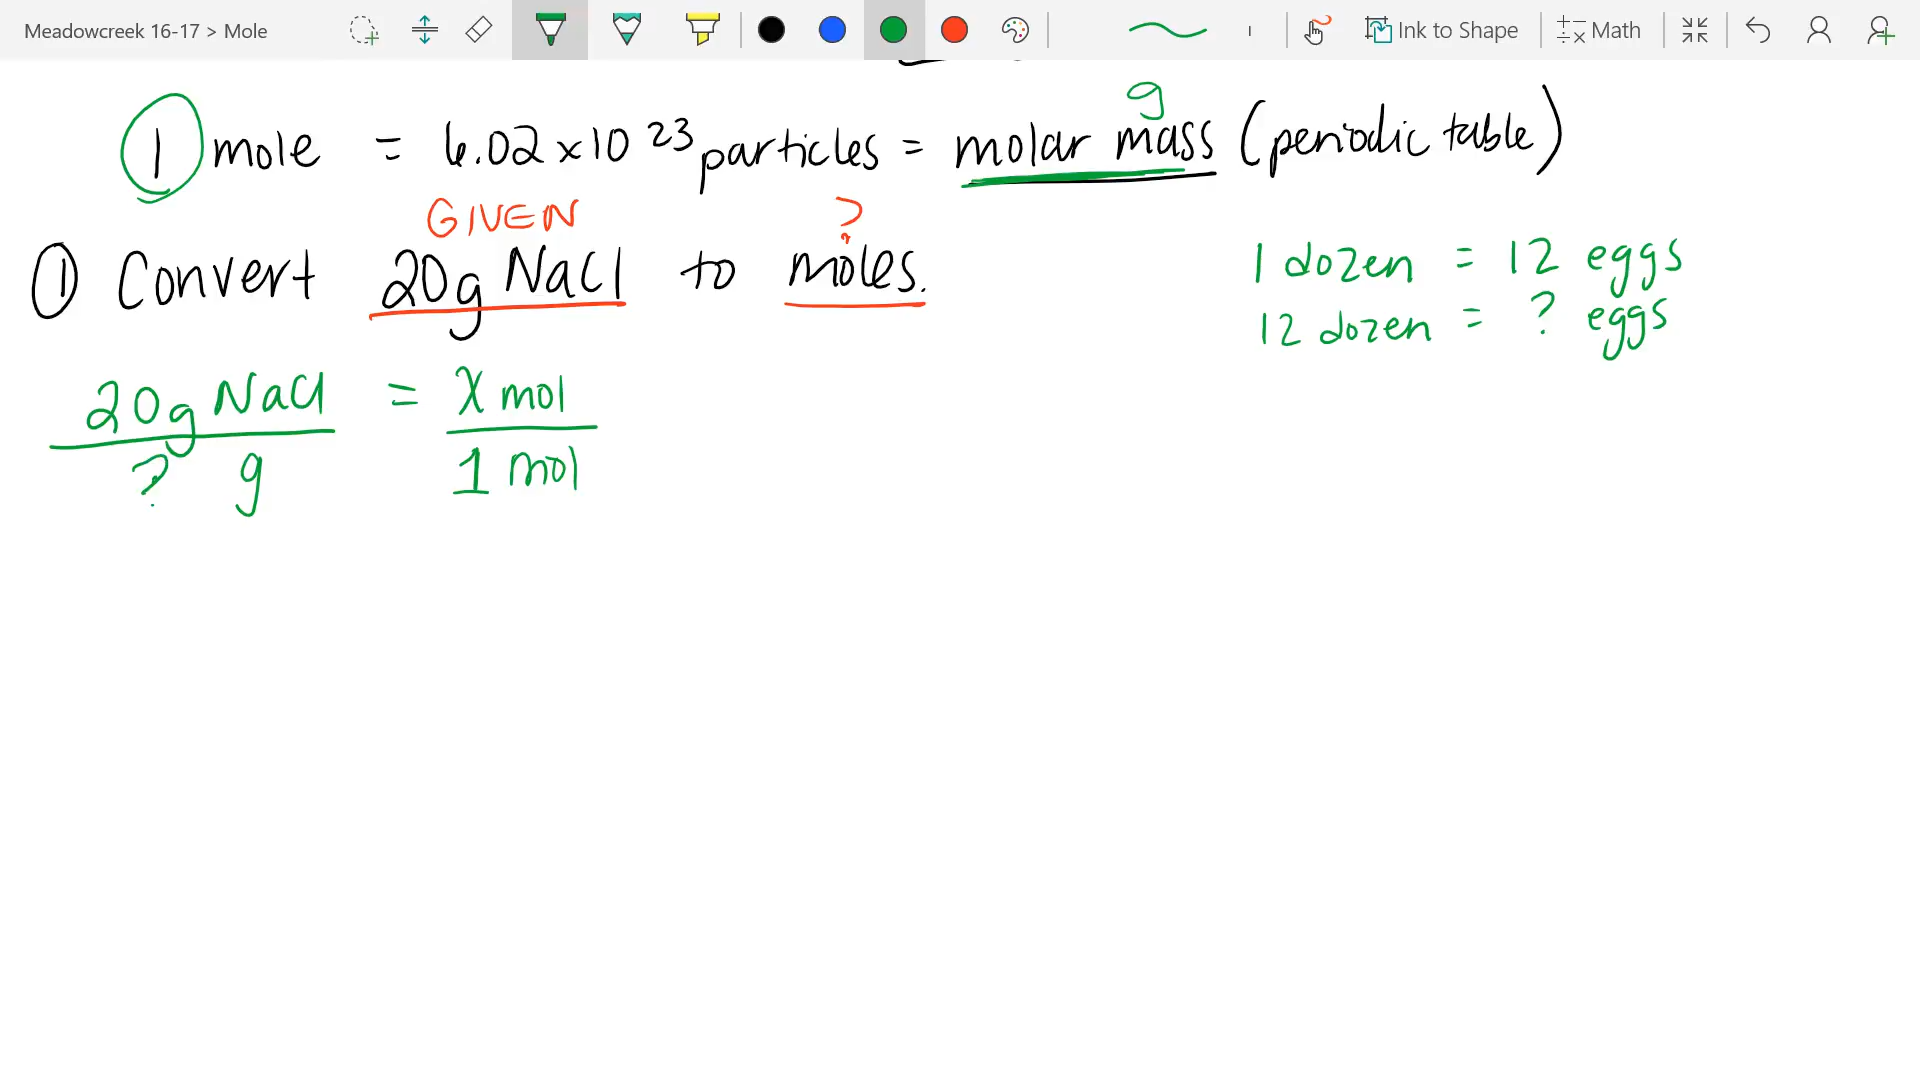 Meadowcreek 16-17 > Mole
Ink to Shape
Math
g
1 mole = 6.02 x 10 23 particles = molar mass (periodic table)
GIVEN ?
① Convert 20g NaCl to moles.
1 dozen = 12 eggs
12 dozen = ? eggs
20g NaCl = X mol
? g 1 mol